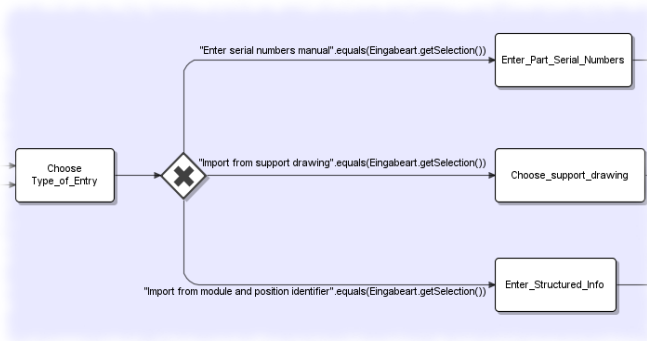 "Enter serial numbers manual".equals(Eingabeart.getSelection())
Enter_Part_Serial_Numbers
Choose
Type_of_Entry
"Import from support drawing".equals(Eingabeart.getSelection())
Choose_support_drawing
"Import from module and position identifier".equals(Eingabeart.getSelection())
Enter_Structured_Info